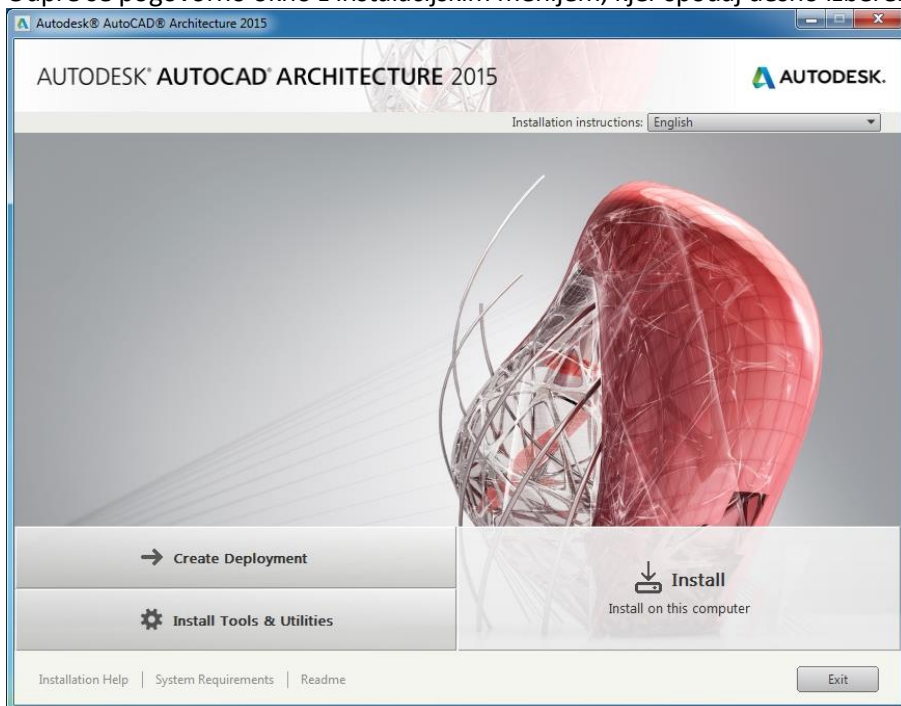 Autodesk® AutoCAD® Architecture 2015
AUTODESK® AUTOCAD® ARCHITECTURE 2015
AUTODESK.
Installation instructions: English
Create Deployment
Install Tools & Utilities
Install
Install on this computer
Installation Help | System Requirements | Readme
Exit